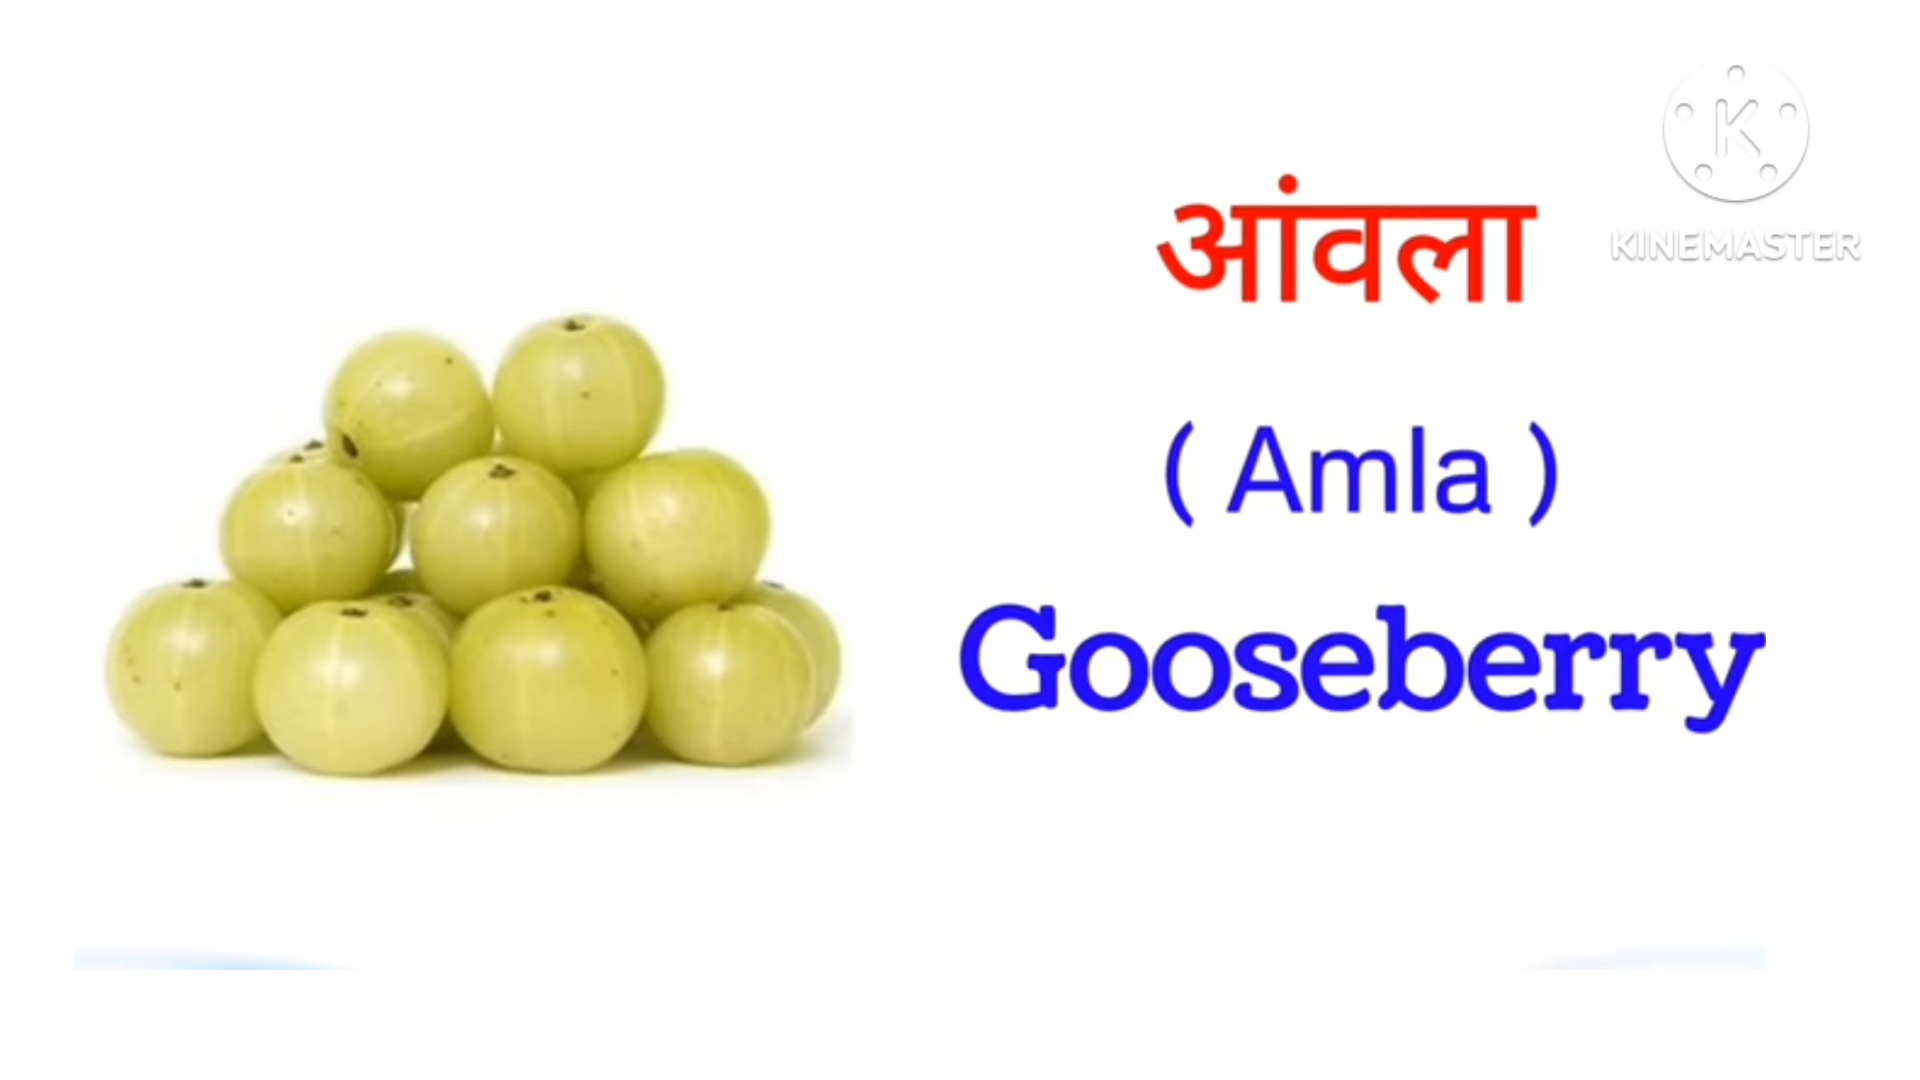 आंवला
( Amla )
Gooseberry
K
KINEMASTER